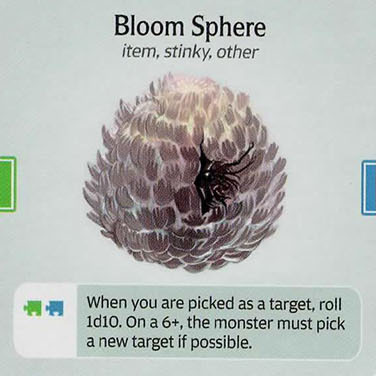 Bloom Sphere
item, stinky, other
When you are picked as a target, roll
1d10. On a 6+, the monster must pick
a new target if possible.